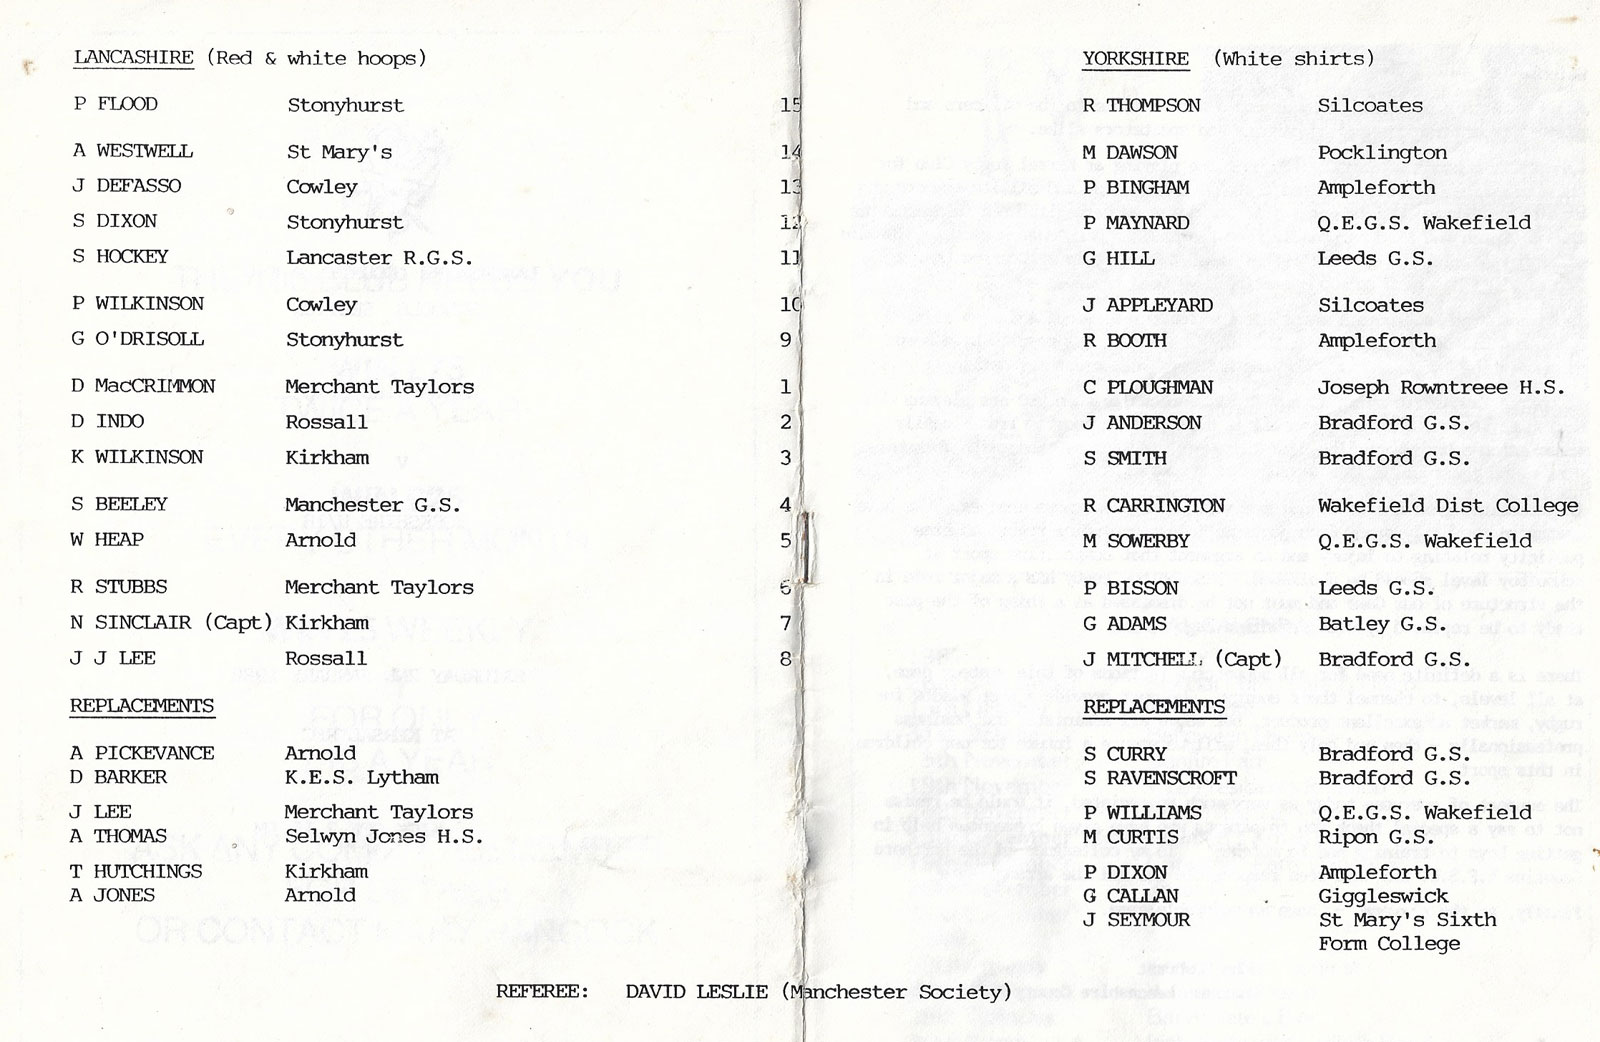 LANCASHIRE (Red & white hoops) YORKSHIRE (White shirts)
P FLOOD Stonyhurst 15 R THOMPSON Silcoates
A WESTWELL St Mary's 14 M DAWSON Pocklington
J DEFASSO Cowley 13 P BINGHAM Ampleforth
S DIXON Stonyhurst 12 P MAYNARD Q.E.G.S. Wakefield
S HOCKEY Lancaster R.G.S. 11 G HILL Leeds G.S.
P WILKINSON Cowley 10 J APPLEYARD Silcoates
G O'DRISOLL Stonyhurst 9 R BOOTH Ampleforth
D MacCRIMMON Merchant Taylors 1 C PLOUGHMAN Joseph Rowntreee H.S.
D INDO Rossall 2 J ANDERSON Bradford G.S.
K WILKINSON Kirkham 3 S SMITH Bradford G.S.
S BEELEY Manchester G.S. 4 R CARRINGTON Wakefield Dist College
W HEAP Arnold 5 M SOWERBY Q.E.G.S. Wakefield
R STUBBS Merchant Taylors 6 P BISSON Leeds G.S.
N SINCLAIR (Capt) Kirkham 7 G ADAMS Batley G.S.
J J LEE Rossall 8 J MITCHELL (Capt) Bradford G.S.
REPLACEMENTS REPLACEMENTS
A PICKEVANCE Arnold S CURRY Bradford G.S.
D BARKER K.E.S. Lytham S RAVENSCROFT Bradford G.S.
J LEE Merchant Taylors P WILLIAMS Q.E.G.S. Wakefield
A THOMAS Selwyn Jones H.S. M CURTIS Ripon G.S.
T HUTCHINGS Kirkham P DIXON Ampleforth
A JONES Arnold G CALLAN Giggleswick
J SEYMOUR St Mary's Sixth
Form College
REFEREE: DAVID LESLIE (Manchester Society)